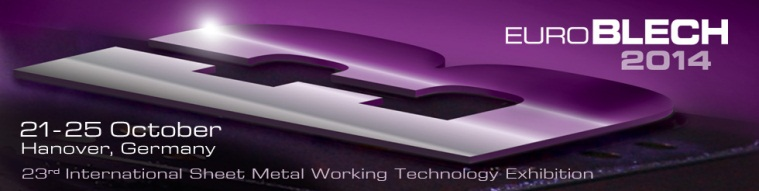 EUROBLECH
2014
21-25 October
Hanover, Germany
23rd International Sheet Metal Working Technology Exhibition